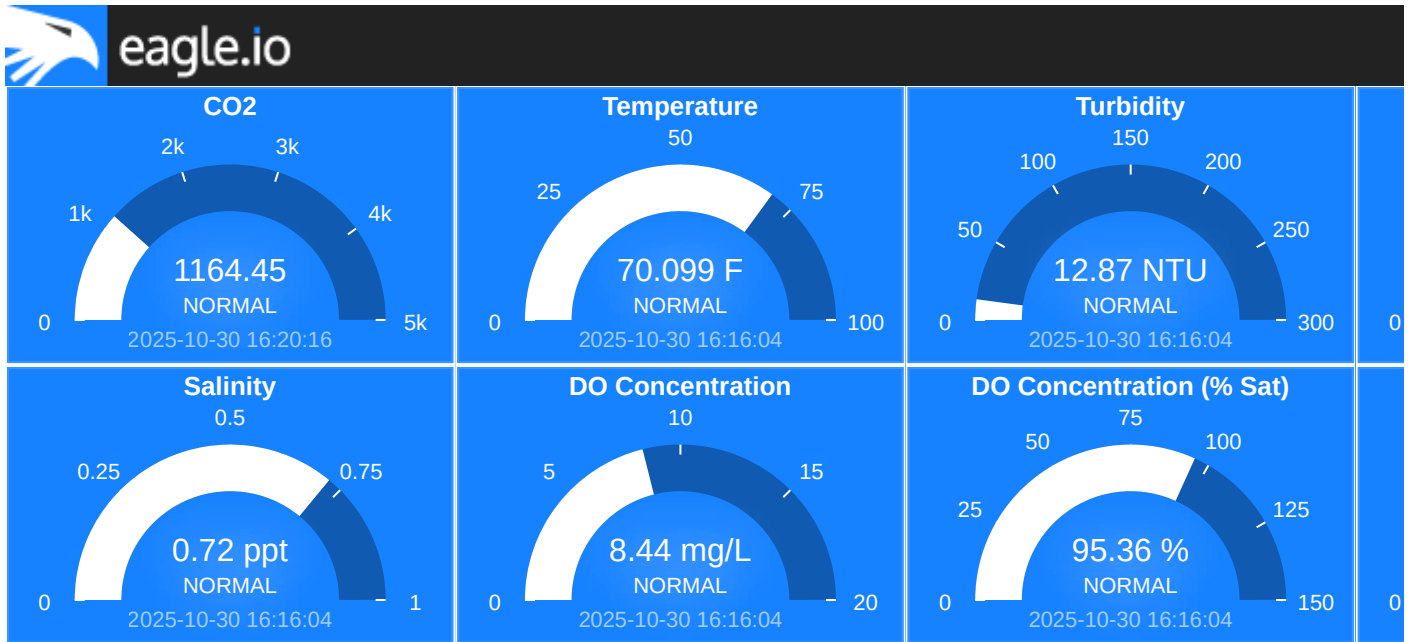 eagle.io
CO2
0
1k
2k
3k
4k
5k
1164.45
NORMAL
2025-10-30 16:20:16
Temperature
0
25
50
75
100
70.099 F
NORMAL
2025-10-30 16:16:04
Turbidity
0
50
100
150
200
250
300
12.87 NTU
NORMAL
2025-10-30 16:16:04
0
Salinity
0
0.25
0.5
0.75
1
0.72 ppt
NORMAL
2025-10-30 16:16:04
DO Concentration
0
5
10
15
20
8.44 mg/L
NORMAL
2025-10-30 16:16:04
DO Concentration (% Sat)
0
25
50
75
100
125
150
95.36 %
NORMAL
2025-10-30 16:16:04
0